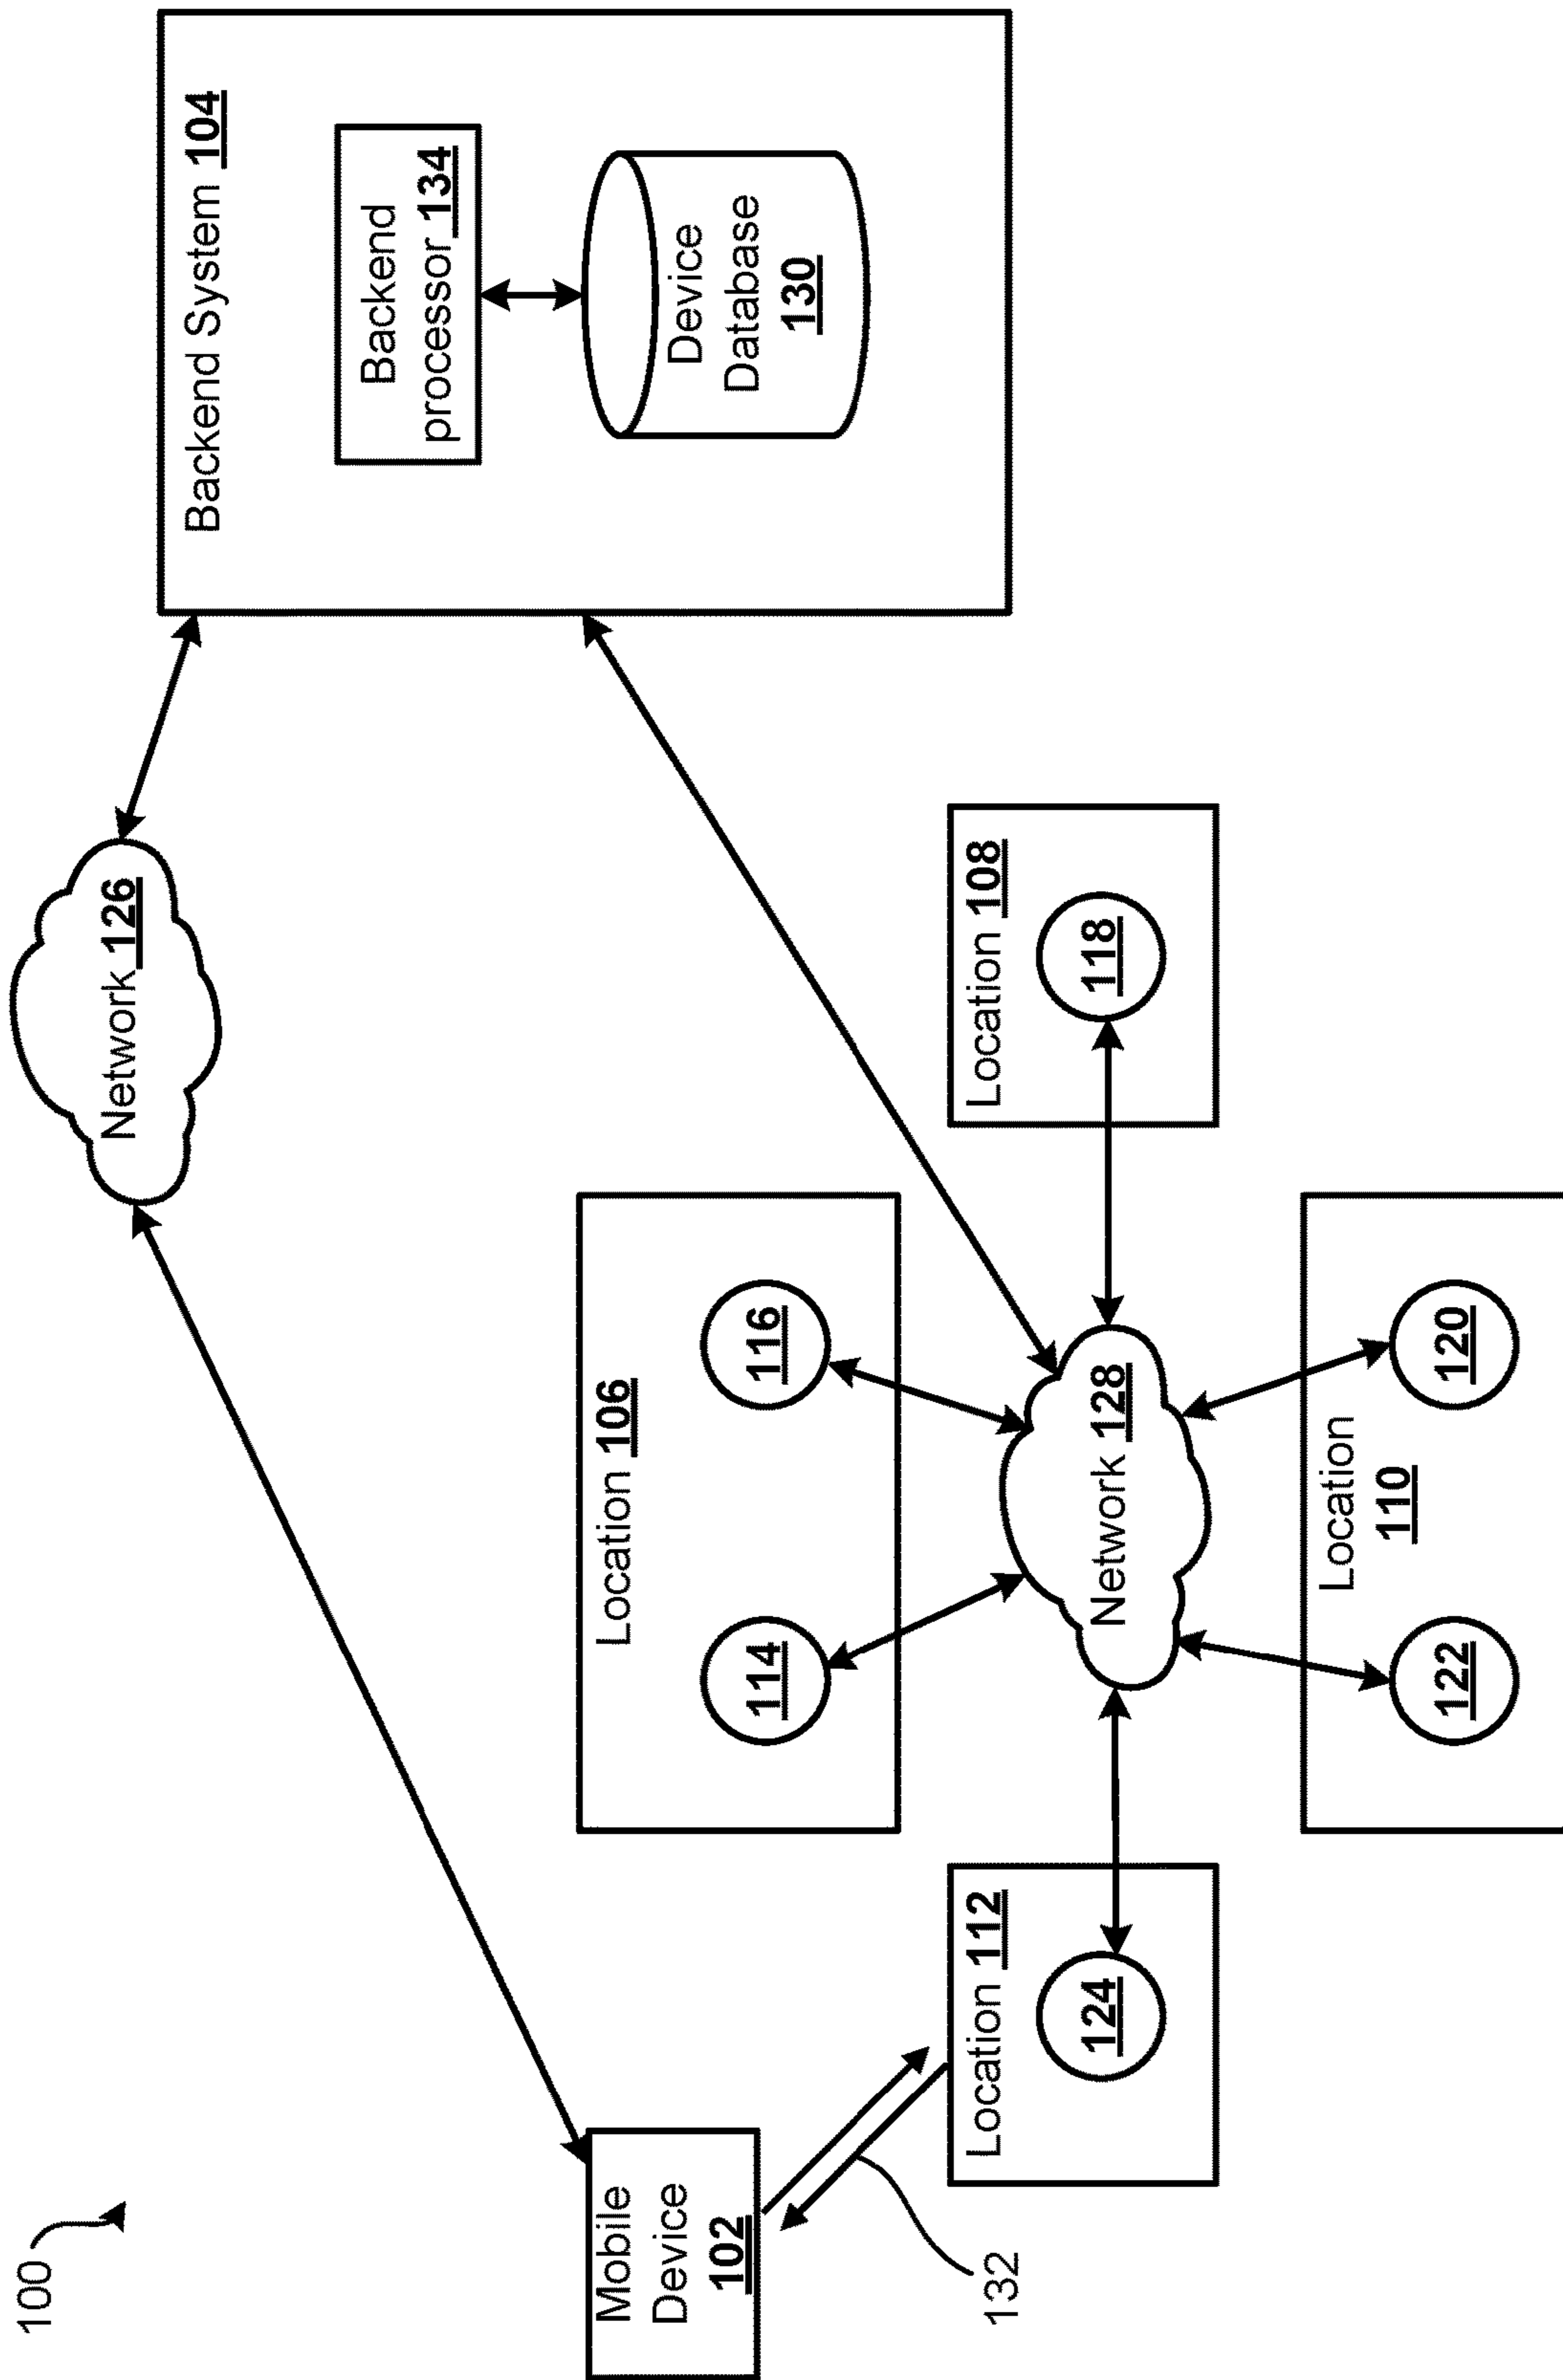 100
Network 126
Backend System 104
Backend
processor 134
Device
Database
130
Mobile
Device
102
132
Location 106
114
116
Location 112
124
Network 128
Location 108
118
Location
110
122
120